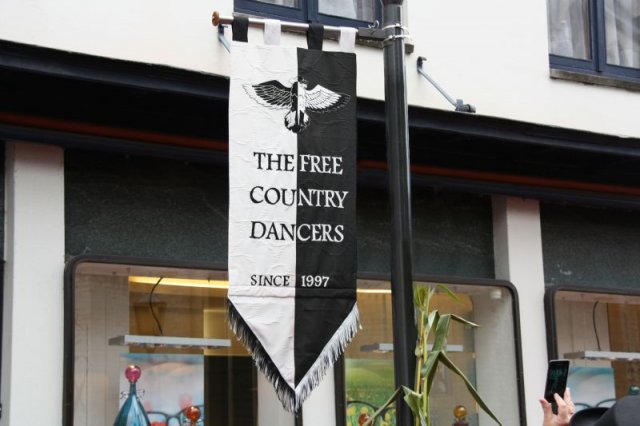 THE FREE
COUNTRY
DANCERS
SINCE 1997